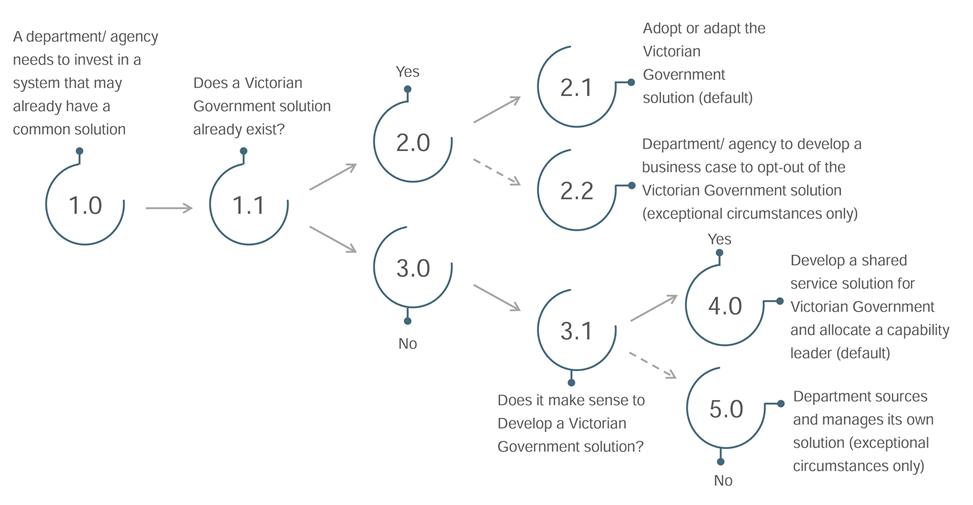 A department/ agency
needs to invest in a
system that may
already have a
common solution
1.0
Does a Victorian
Government solution
already exist?
1.1
Yes
2.0
Adopt or adapt the
Victorian
Government
solution (default)
2.1
Department/ agency to develop a
business case to opt-out of the
Victorian Government solution
(exceptional circumstances only)
2.2
3.0
No
3.1
Does it make sense to
Develop a Victorian
Government solution?
Yes
4.0
Develop a shared
service solution for
Victorian Government
and allocate a capability
leader (default)
5.0
Department sources
and manages its own
solution (exceptional
circumstances only)
No